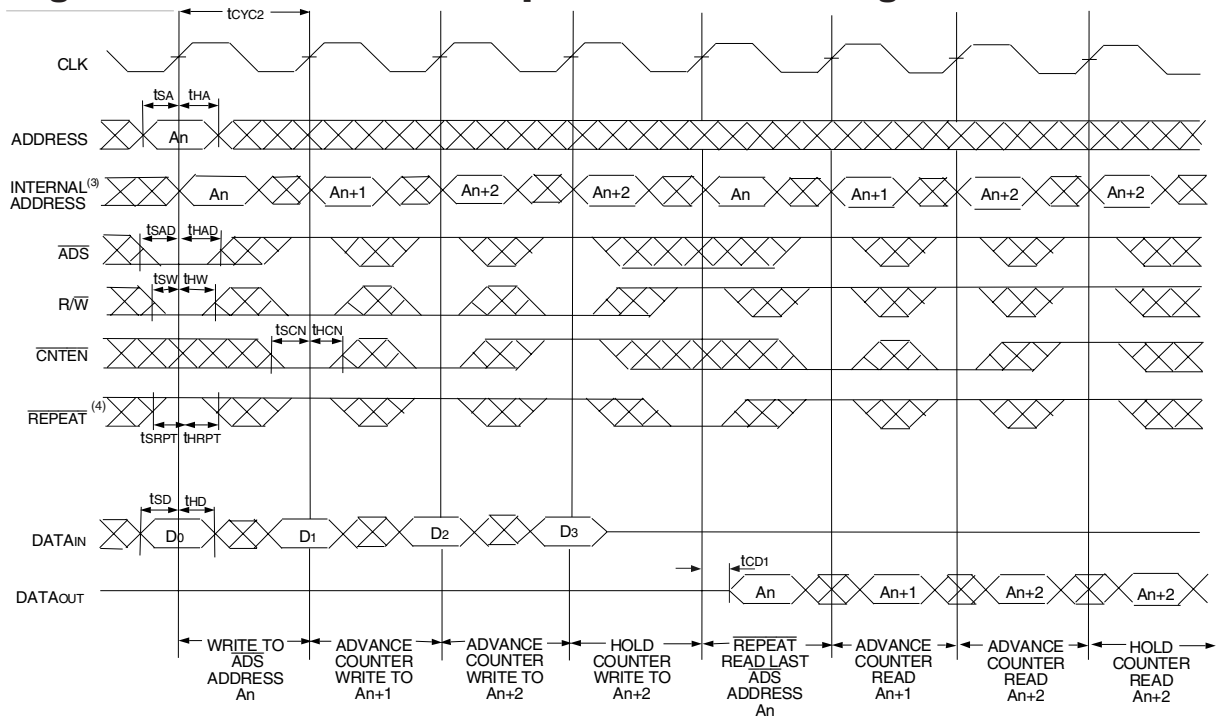 tCYC2
CLK
tSA tHA
ADDRESS An
INTERNAL(3)
ADDRESS
An An+1 An+2 An+2 An An+1 An+2 An+2
tSAD tHAD
ADS
tSW tHW
R/W
tSCN tHCN
CNTEN
REPEAT (4)
tSRPT tHRPT
tSD tHD
DATAIN D0 D1 D2 D3
tCD1
DATAOUT An An+1 An+2 An+2
WRITE TO
ADS
ADDRESS
An
ADVANCE
COUNTER
WRITE TO
An+1
ADVANCE
COUNTER
WRITE TO
An+2
HOLD
COUNTER
WRITE TO
An+2
REPEAT
READ LAST
ADS
ADDRESS
An
ADVANCE
COUNTER
READ
An+1
ADVANCE
COUNTER
READ
An+2
HOLD
COUNTER
READ
An+2